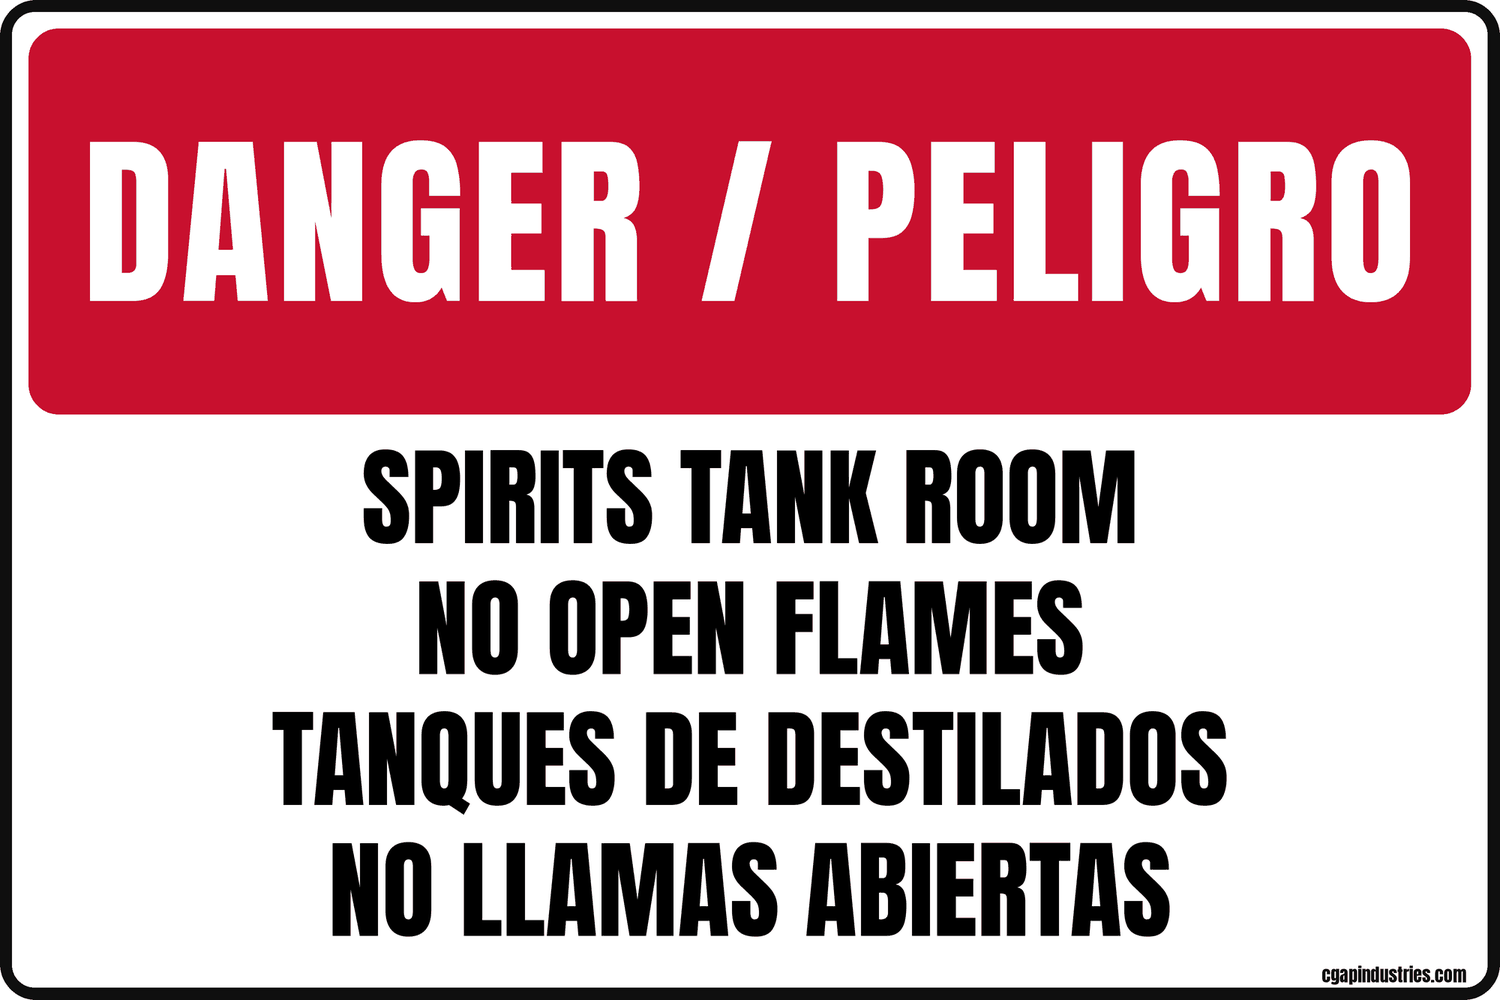 DANGER / PELIGRO
SPIRITS TANK ROOM
NO OPEN FLAMES
TANQUES DE DESTILADOS
NO LLAMAS ABIERTAS
cgapindustries.com